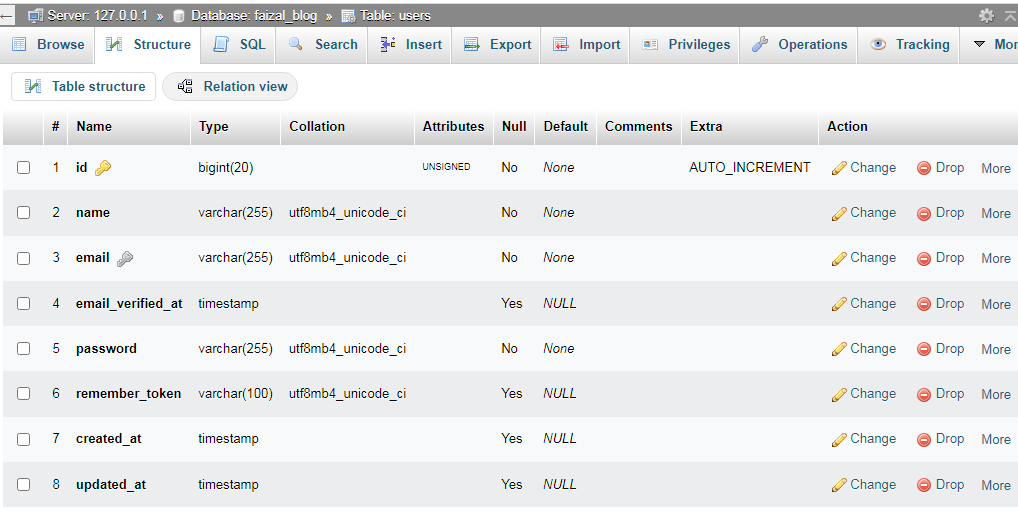 Server: 127.0.0.1 » Database: faizal_blog » Table: users
Browse Structure SQL Search Insert Export Import Privileges Operations Tracking Mor
Table structure Relation view
# Name Type Collation Attributes Null Default Comments Extra Action
1 id bigint(20) UNSIGNED No None AUTO_INCREMENT Change Drop More
2 name varchar(255) utf8mb4_unicode_ci No None Change Drop More
3 email varchar(255) utf8mb4_unicode_ci No None Change Drop More
4 email_verified_at timestamp Yes NULL Change Drop More
5 password varchar(255) utf8mb4_unicode_ci No None Change Drop More
6 remember_token varchar(100) utf8mb4_unicode_ci Yes NULL Change Drop More
7 created_at timestamp Yes NULL Change Drop More
8 updated_at timestamp Yes NULL Change Drop More